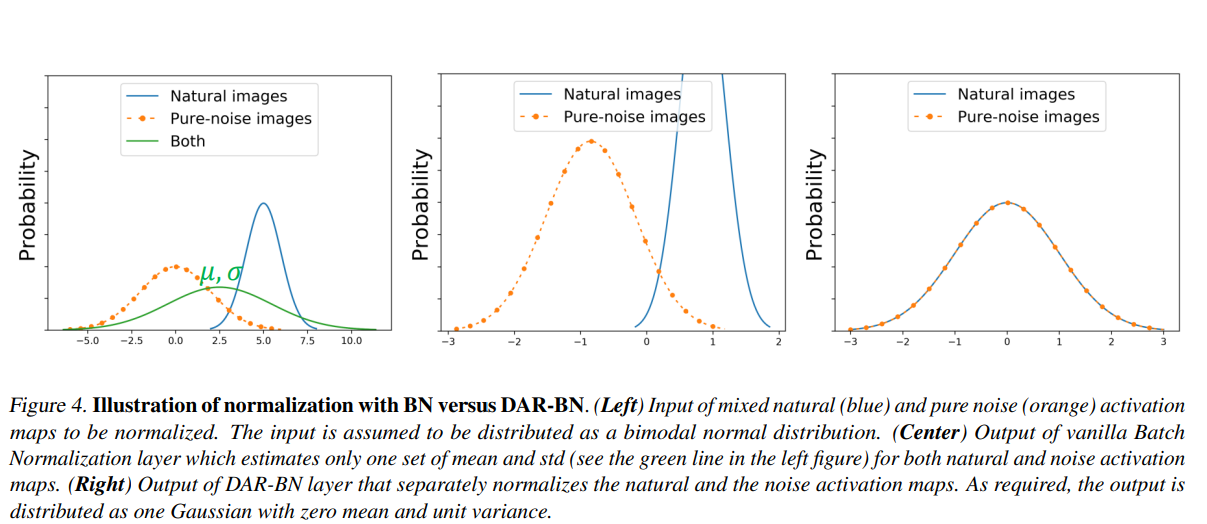 Natural images
Pure-noise images
Both
μ, σ
Probability
−5.0 −2.5 0.0 2.5 5.0 7.5 10.0
Natural images
Pure-noise images
Probability
−3 −2 −1 0 1 2
Natural images
Pure-noise images
Probability
−3 −2 −1 0 1 2 3
Figure 4. Illustration of normalization with BN versus DAR-BN. (Left) Input of mixed natural (blue) and pure noise (orange) activation
maps to be normalized. The input is assumed to be distributed as a bimodal normal distribution. (Center) Output of vanilla Batch
Normalization layer which estimates only one set of mean and std (see the green line in the left figure) for both natural and noise activation
maps. (Right) Output of DAR-BN layer that separately normalizes the natural and the noise activation maps. As required, the output is
distributed as one Gaussian with zero mean and unit variance.